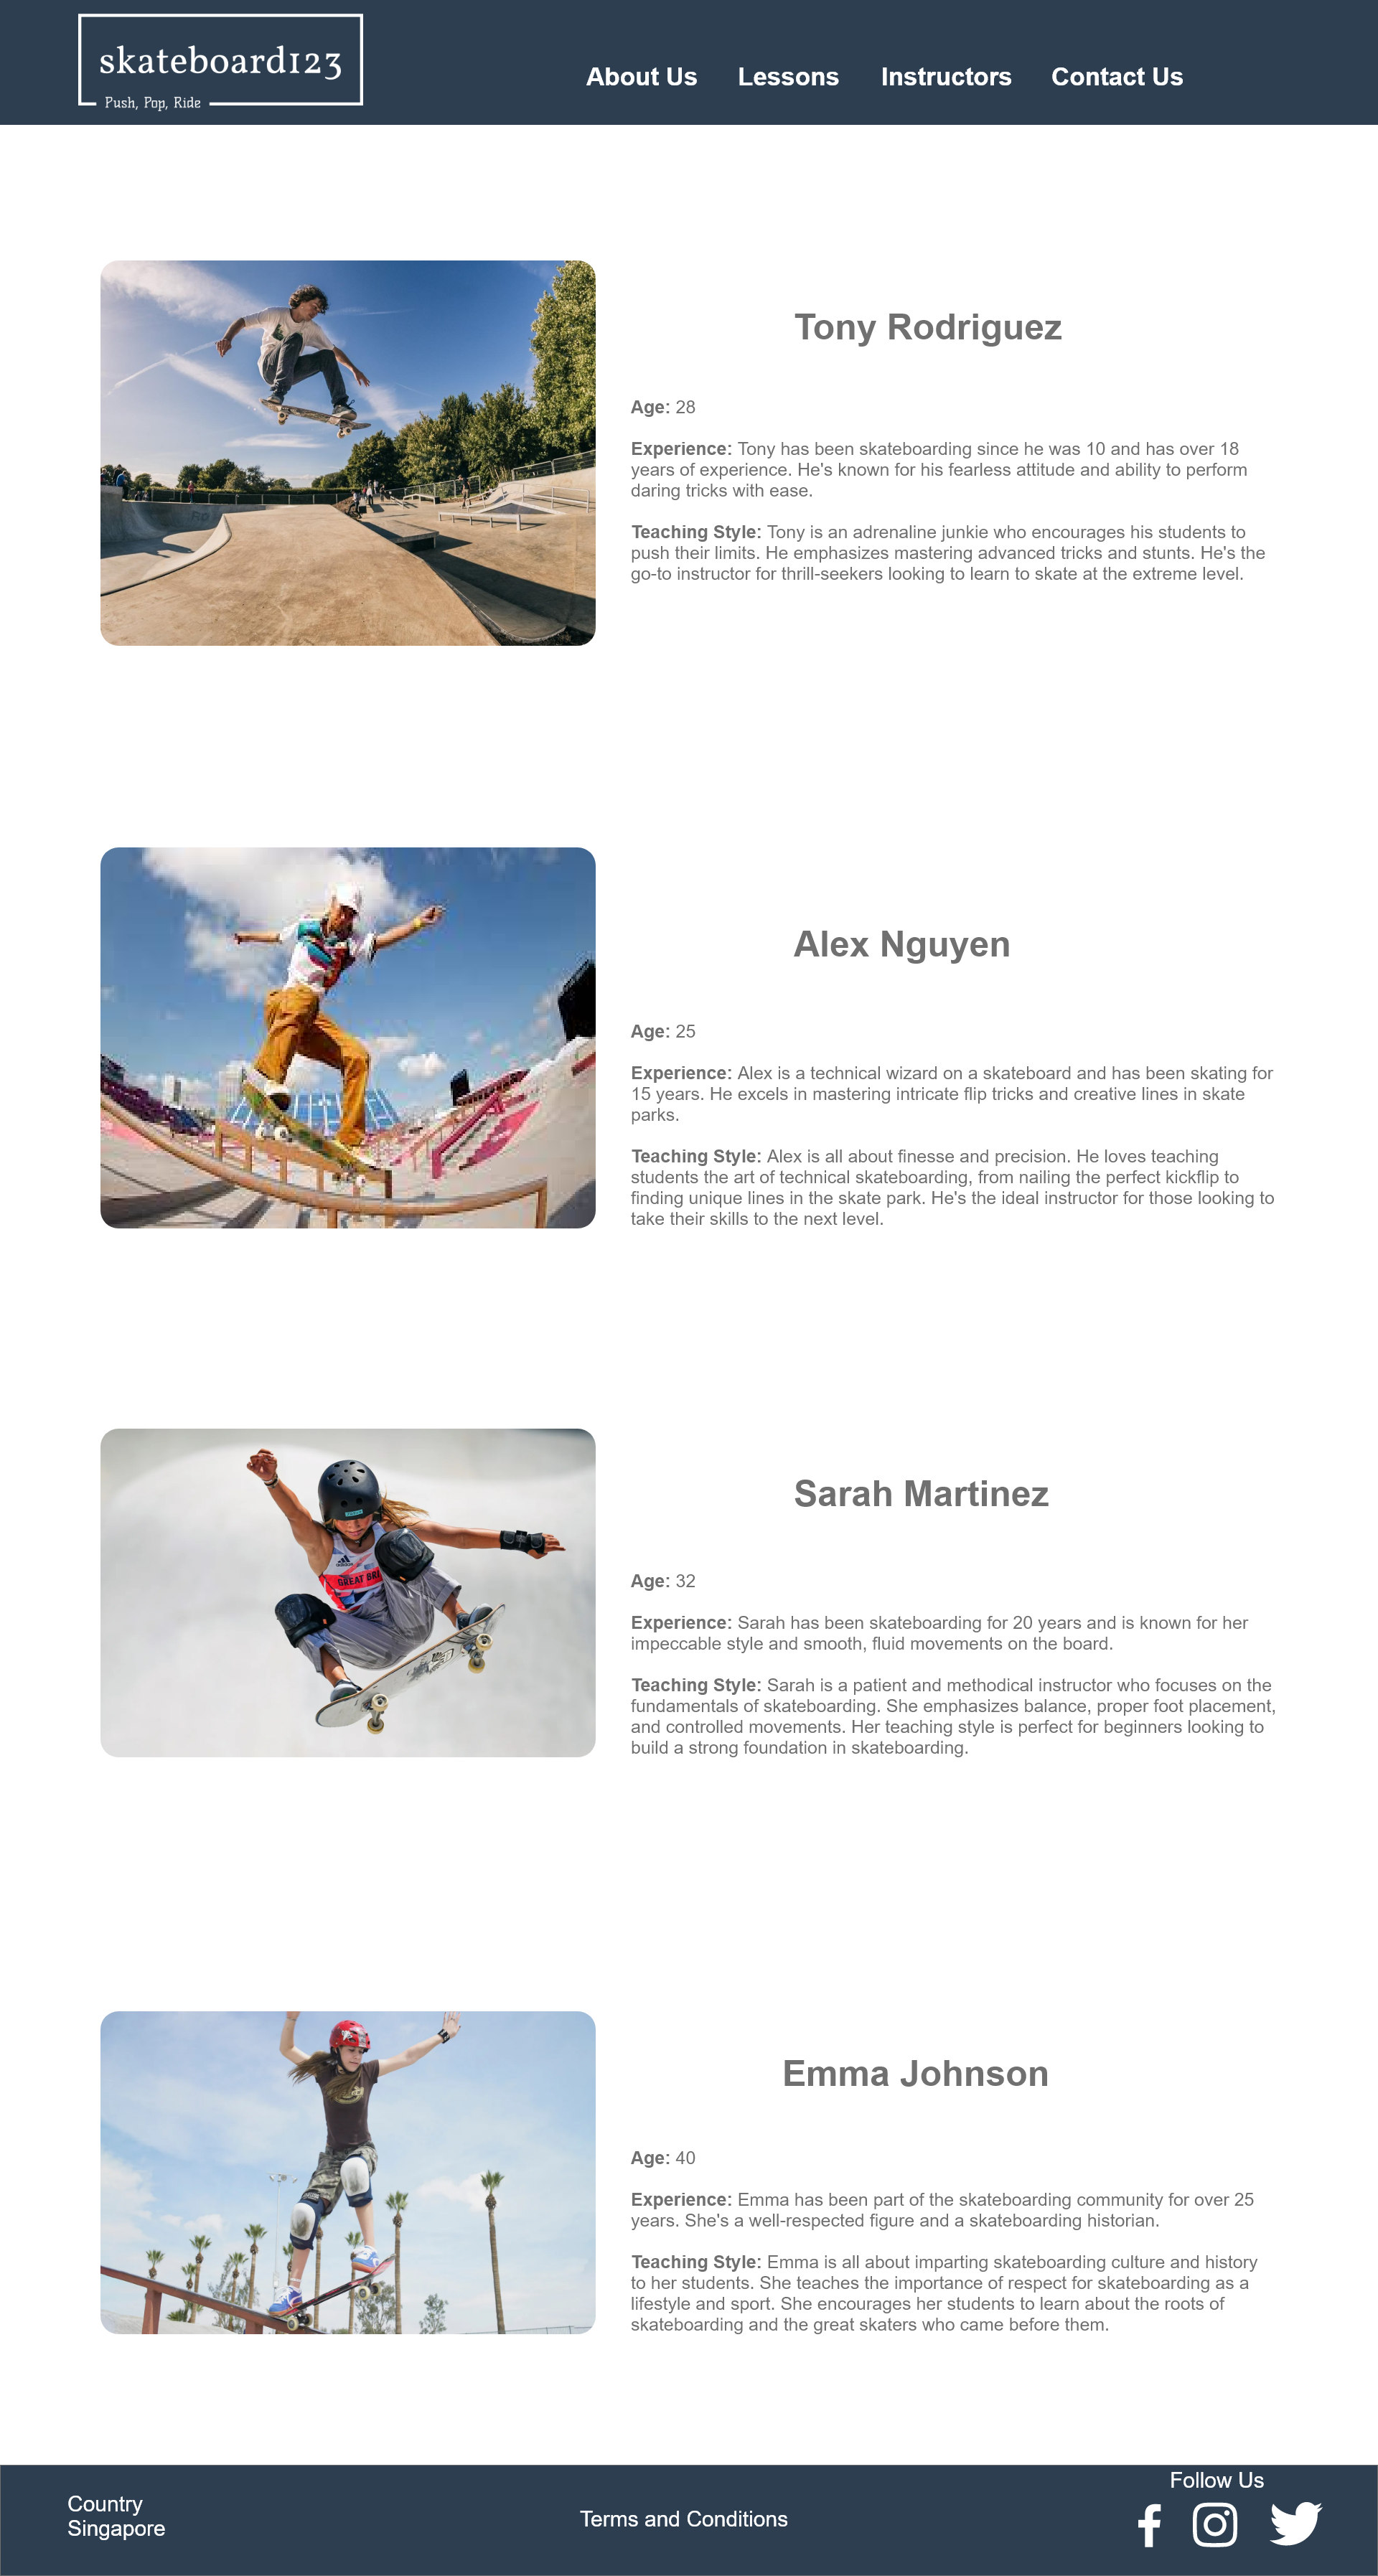 skateboard123
Push, Pop, Ride
About Us Lessons Instructors Contact Us
Tony Rodriguez
Age: 28
Experience: Tony has been skateboarding since he was 10 and has over 18
years of experience. He's known for his fearless attitude and ability to perform
daring tricks with ease.
Teaching Style: Tony is an adrenaline junkie who encourages his students to
push their limits. He emphasizes mastering advanced tricks and stunts. He's the
go-to instructor for thrill-seekers looking to learn to skate at the extreme level.
Alex Nguyen
Age: 25
Experience: Alex is a technical wizard on a skateboard and has been skating for
15 years. He excels in mastering intricate flip tricks and creative lines in skate
parks.
Teaching Style: Alex is all about finesse and precision. He loves teaching
students the art of technical skateboarding, from nailing the perfect kickflip to
finding unique lines in the skate park. He's the ideal instructor for those looking to
take their skills to the next level.
adidas
GREAT BRI
Sarah Martinez
Age: 32
Experience: Sarah has been skateboarding for 20 years and is known for her
impeccable style and smooth, fluid movements on the board.
Teaching Style: Sarah is a patient and methodical instructor who focuses on the
fundamentals of skateboarding. She emphasizes balance, proper foot placement,
and controlled movements. Her teaching style is perfect for beginners looking to
build a strong foundation in skateboarding.
Emma Johnson
Age: 40
Experience: Emma has been part of the skateboarding community for over 25
years. She's a well-respected figure and a skateboarding historian.
Teaching Style: Emma is all about imparting skateboarding culture and history
to her students. She teaches the importance of respect for skateboarding as a
lifestyle and sport. She encourages her students to learn about the roots of
skateboarding and the great skaters who came before them.
Country
Singapore
Terms and Conditions
Follow Us